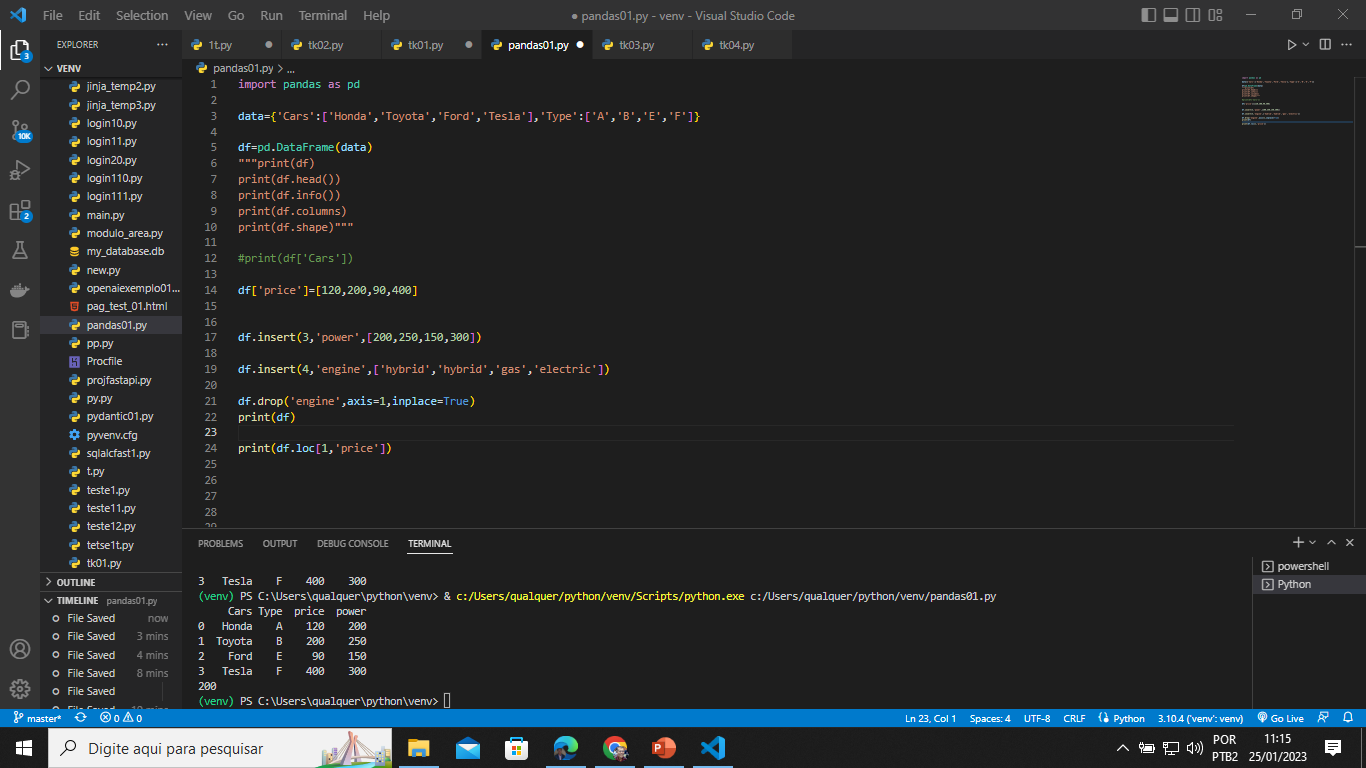 File Edit Selection View Go Run Terminal Help
● pandas01.py - venv - Visual Studio Code
EXPLORER
1t.py tk02.py tk01.py pandas01.py tk03.py tk04.py
VENV
jinja_temp2.py
jinja_temp3.py
login10.py
login11.py
login20.py
login110.py
login111.py
main.py
modulo_area.py
my_database.db
new.py
openaiexemplo01...
pag_test_01.html
pandas01.py
pp.py
Procfile
projfastapi.py
py.py
pydantic01.py
pyvenv.cfg
sqlalcfast1.py
t.py
teste1.py
teste11.py
teste12.py
tetse1t.py
tk01.py
OUTLINE
TIMELINE pandas01.py
File Saved now
File Saved 3 mins
File Saved 4 mins
File Saved 8 mins
File Saved
3
10K
2
pandas01.py > ...
1 import pandas as pd
2
3 data={'Cars':['Honda','Toyota','Ford','Tesla'],'Type':['A','B','E','F']}
4
5 df=pd.DataFrame(data)
6 """print(df)
7 print(df.head())
8 print(df.info())
9 print(df.columns)
10 print(df.shape)"""
11
12 #print(df['Cars'])
13
14 df['price']=[120,200,90,400]
15
16
17 df.insert(3,'power',[200,250,150,300])
18
19 df.insert(4,'engine',['hybrid','hybrid','gas','electric'])
20
21 df.drop('engine',axis=1,inplace=True)
22 print(df)
23
24 print(df.loc[1,'price'])
25
26
27
28
29
PROBLEMS OUTPUT DEBUG CONSOLE TERMINAL
3 Tesla F 400 300
(venv) PS C:\Users\qualquer\python\venv> & c:/Users/qualquer/python/venv/Scripts/python.exe c:/Users/qualquer/python/venv/pandas01.py
Cars Type price power
0 Honda A 120 200
1 Toyota B 200 250
2 Ford E 90 150
3 Tesla F 400 300
200
(venv) PS C:\Users\qualquer\python\venv>
powershell
Python
master* 0 0 Ln 23, Col 1 Spaces: 4 UTF-8 CRLF Python 3.10.4 ('venv': venv) Go Live
Digite aqui para pesquisar
POR
PTB2
11:15
25/01/2023